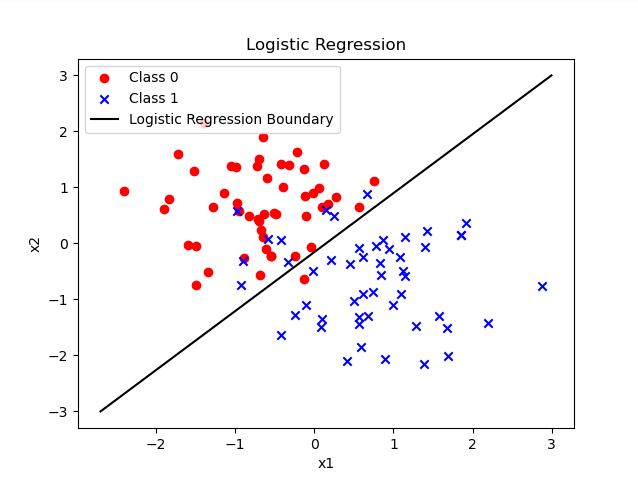 Logistic Regression
Class 0
Class 1
Logistic Regression Boundary
3
2
1
0
−1
−2
−3
x2
−2
−1
0
1
2
3
x1